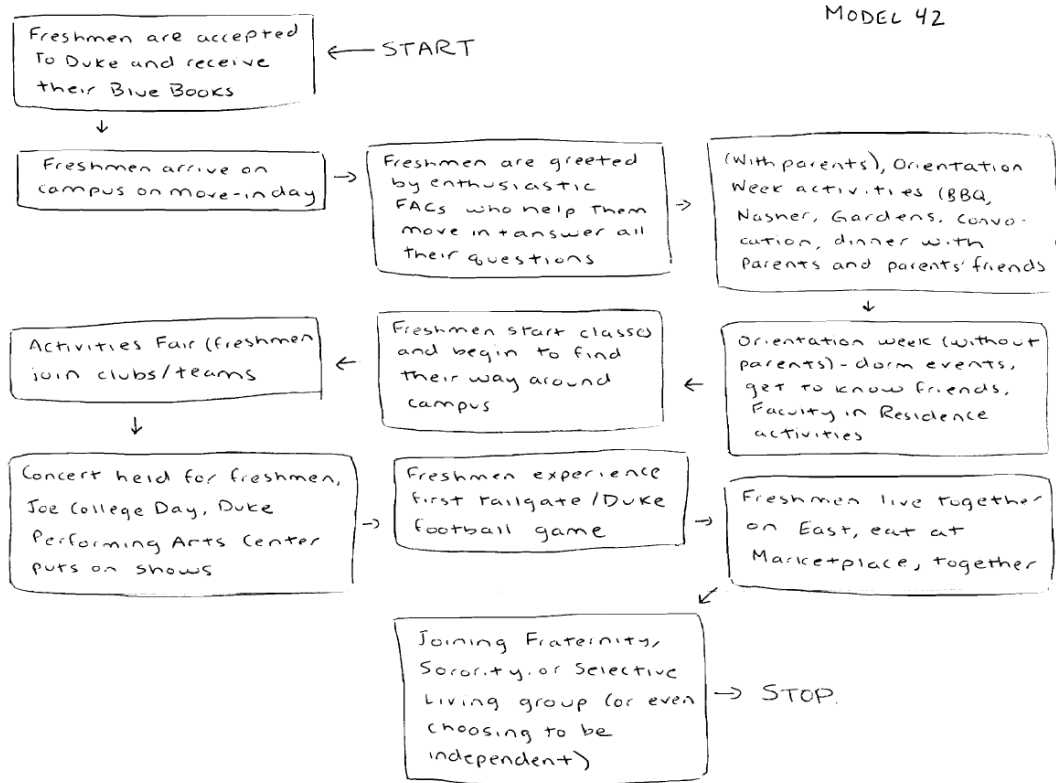 MODEL 42
Freshmen are accepted
To Duke and receive
their Blue Books
← START
Freshmen arrive on
campus on move-in day
Freshmen are greeted
by enthusiastic
FACs who help them
move in + answer all
their questions
(With parents), Orientation
Week activities (BBQ,
Nasher, Gardens, Convo-
cation, dinner with
Parents and parents' friends
Orientation week (without
parents) - dorm events,
get to know friends,
Faculty in Residence
activities
Freshmen start classes
and begin to find
their way around
campus
Activities Fair (freshmen
join clubs/teams
Concert held for freshmen,
Joe College Day, Duke
Performing Arts Center
puts on shows
Freshmen experience
first tailgate/Duke
football game
Freshmen live together
on East, eat at
Marketplace, together
Joining Fraternity,
Sorority, or Selective
Living group (or even
choosing to be
independent)
→ STOP.